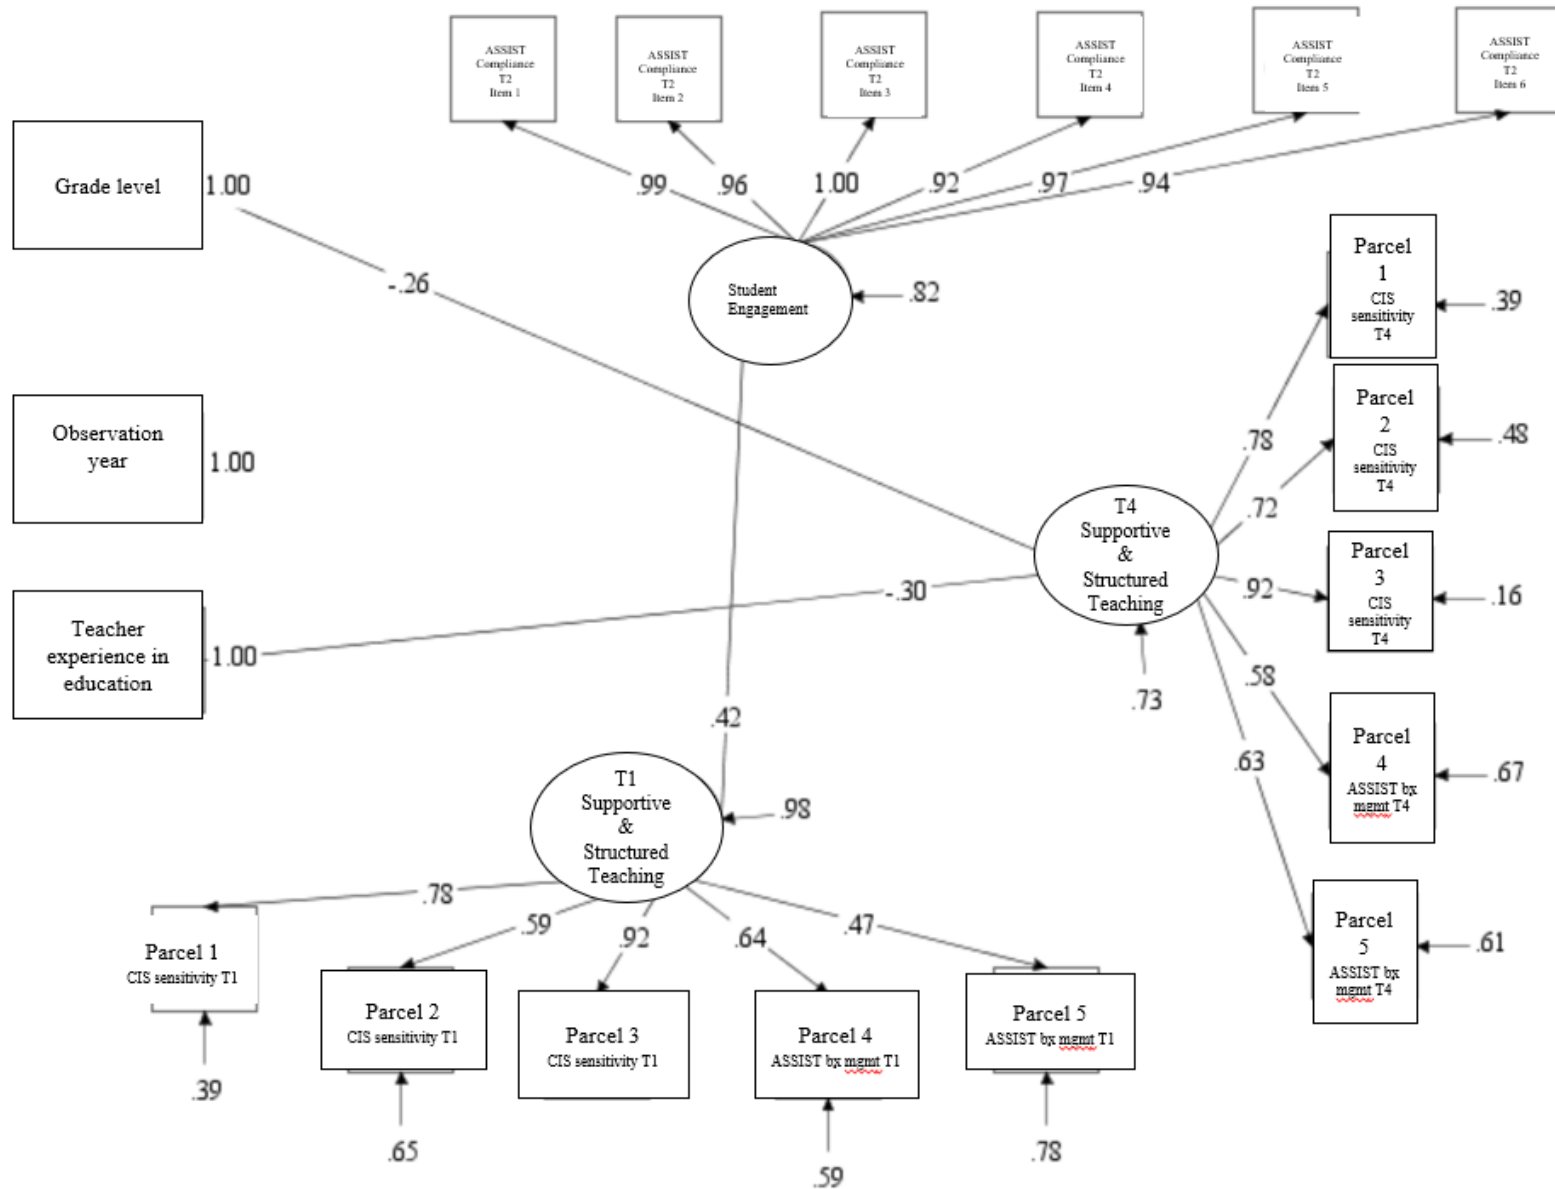 ASSIST
Compliance
T2
Item 1
ASSIST
Compliance
T2
Item 2
ASSIST
Compliance
T2
Item 3
ASSIST
Compliance
T2
Item 4
ASSIST
Compliance
T2
Item 5
ASSIST
Compliance
T2
Item 6
Grade level
1.00
.99
.96
1.00
.92
.97
.94
-.26
Student
Engagement
.82
Parcel
1
CIS
sensitivity
T4
.39
Parcel
2
CIS
sensitivity
T4
.48
.78
.72
Observation
year
1.00
T4
Supportive
&
Structured
Teaching
.73
Parcel
3
CIS
sensitivity
T4
.16
.92
-.30
Teacher
experience in
education
1.00
.58
.63
Parcel
4
ASSIST bx
mgmt T4
.67
.42
T1
Supportive
&
Structured
Teaching
.98
Parcel
5
ASSIST bx
mgmt T4
.61
.78
.59
.92
.64
.47
Parcel 1
CIS sensitivity T1
.39
Parcel 2
CIS sensitivity T1
.65
Parcel 3
CIS sensitivity T1
Parcel 4
ASSIST bx mgmt T1
.59
Parcel 5
ASSIST bx mgmt T1
.78